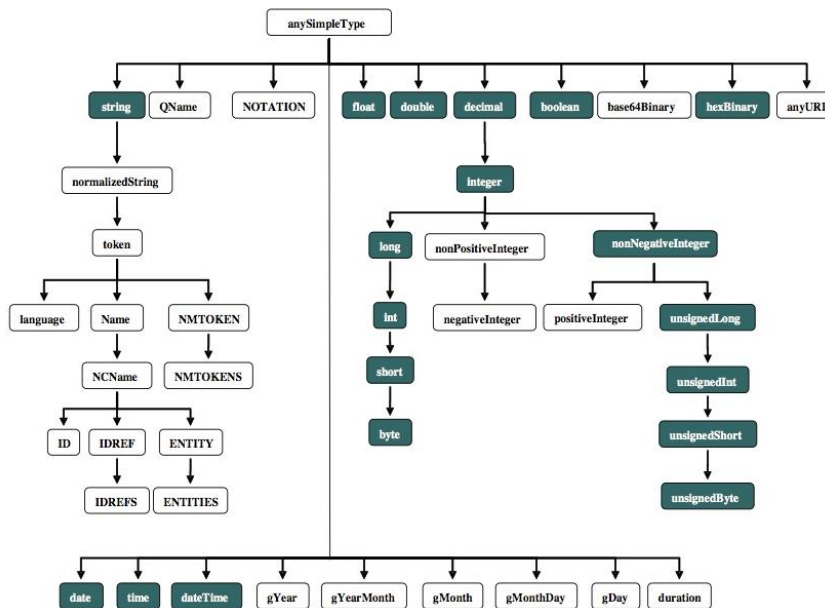 anySimpleType
string QName NOTATION float double decimal boolean base64Binary hexBinary anyURI
normalizedString integer
token long nonPositiveInteger nonNegativeInteger
language Name NMTOKEN int negativeInteger positiveInteger unsignedLong
NCName NMTOKENS short unsignedInt
ID IDREF ENTITY byte unsignedShort
IDREFS ENTITIES unsignedByte
date time dateTime gYear gYearMonth gMonth gMonthDay gDay duration